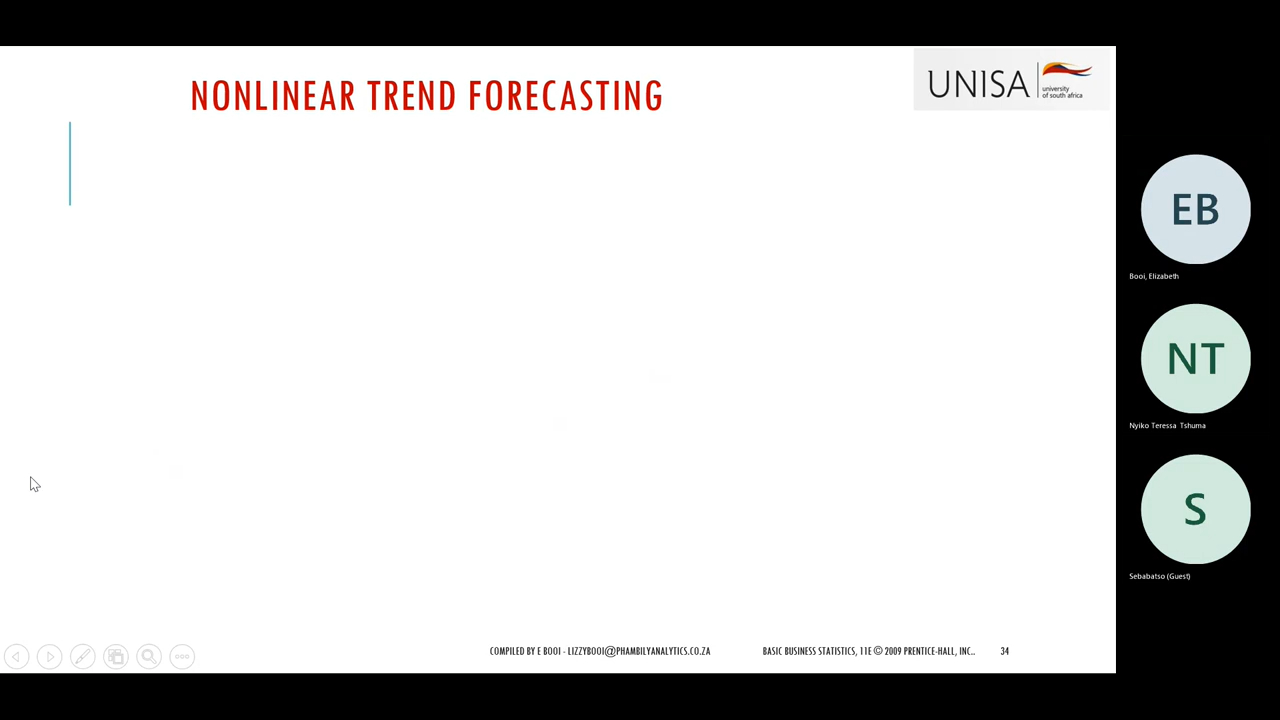 NONLINEAR TREND FORECASTING
UNISA
university
of south africa
EB
Booi, Elizabeth
NT
Nyiko Teressa Tshuma
S
Sebabatso (Guest)
COMPILED BY E BOOI - LIZZYBOOI@PHAMBILYANALYTICS.CO.ZA
BASIC BUSINESS STATISTICS, 11E © 2009 PRENTICE-HALL, INC..
34